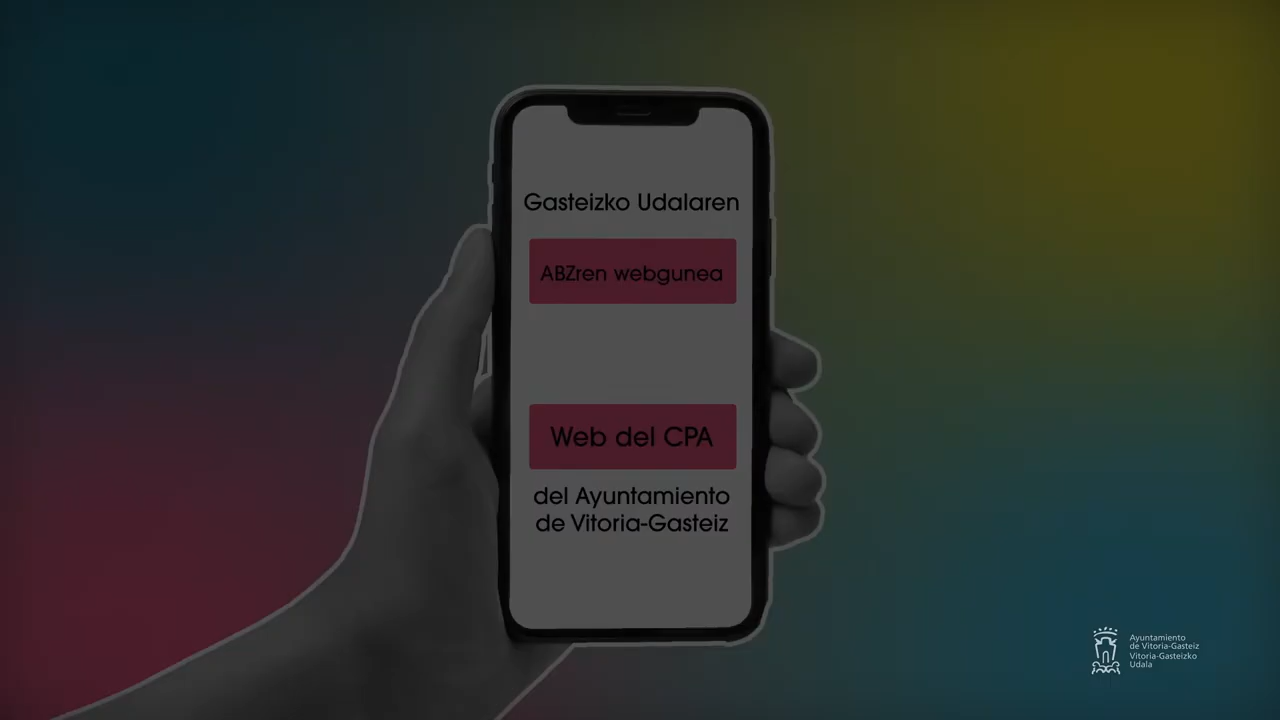 Gasteizko Udalaren
ABZren webgunea
Web del CPA
del Ayuntamiento
de Vitoria-Gasteiz
Ayuntamiento
de Vitoria-Gasteiz
Vitoria-Gasteizko
Udala